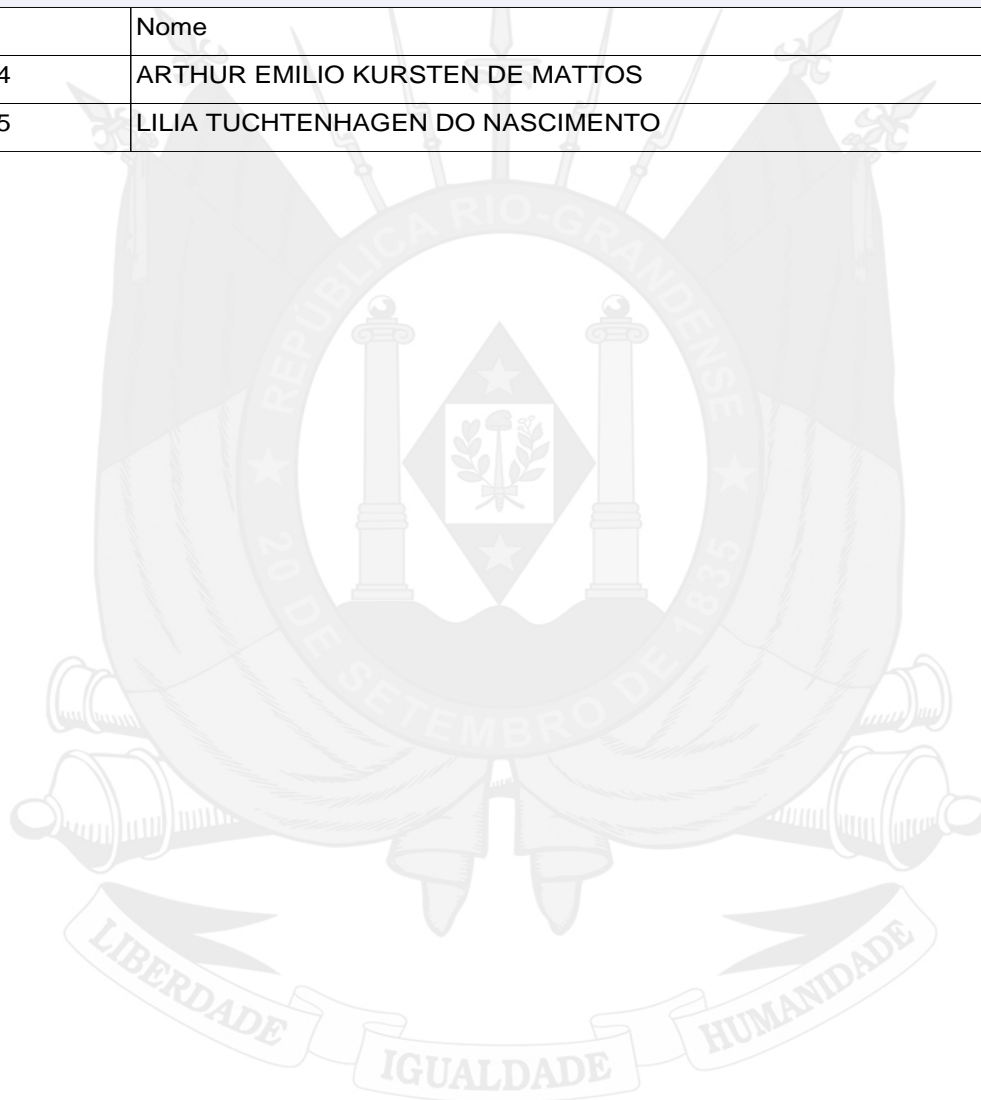 Nome
4 ARTHUR EMILIO KURSTEN DE MATTOS
5 LILIA TUCHTENHAGEN DO NASCIMENTO
REPÚBLICA RIO-GRANDENSE
20 DE SETEMBRO DE 1835
LIBERDADE IGUALDADE HUMANIDADE